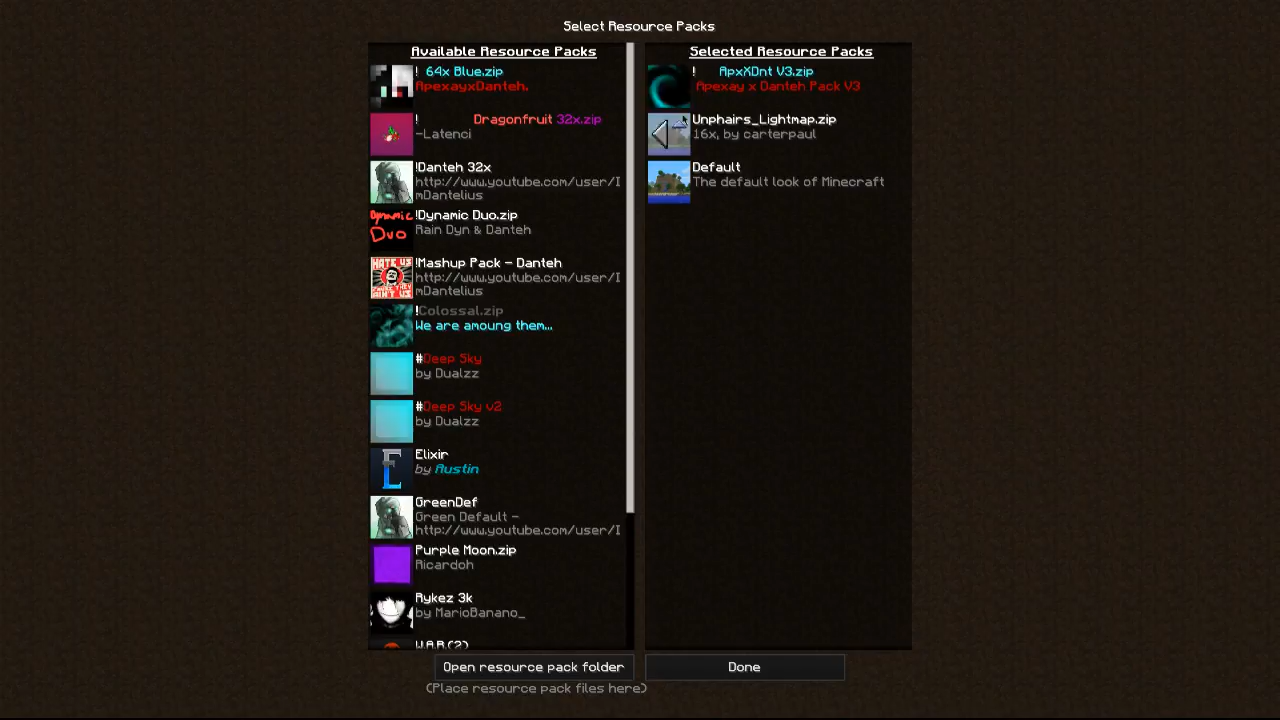 Select Resource Packs
Available Resource Packs
! 64x Blue.zip
ApexayxDanteh.
! Dragonfruit 32x.zip
-Latenci
!Danteh 32x
http://www.youtube.com/user/I
mDantelius
Dynamic
Duo
!Dynamic Duo.zip
Rain Dyn & Danteh
HATE US
!Mashup Pack - Danteh
http://www.youtube.com/user/I
mDantelius
!Colossal.zip
We are amoung them...
#Deep Sky
by Dualzz
#Deep Sky v2
by Dualzz
E
Elixir
by Austin
GreenDef
Green Default -
http://www.youtube.com/user/I
Purple Moon.zip
Ricardoh
Rykez 3k
by MarioBanano_
W.A.R.(2)
Selected Resource Packs
! ApxXDnt V3.zip
Apexay x Danteh Pack V3
Unphairs_Lightmap.zip
16x, by carterpaul
Default
The default look of Minecraft
Open resource pack folder
Done
(Place resource pack files here)